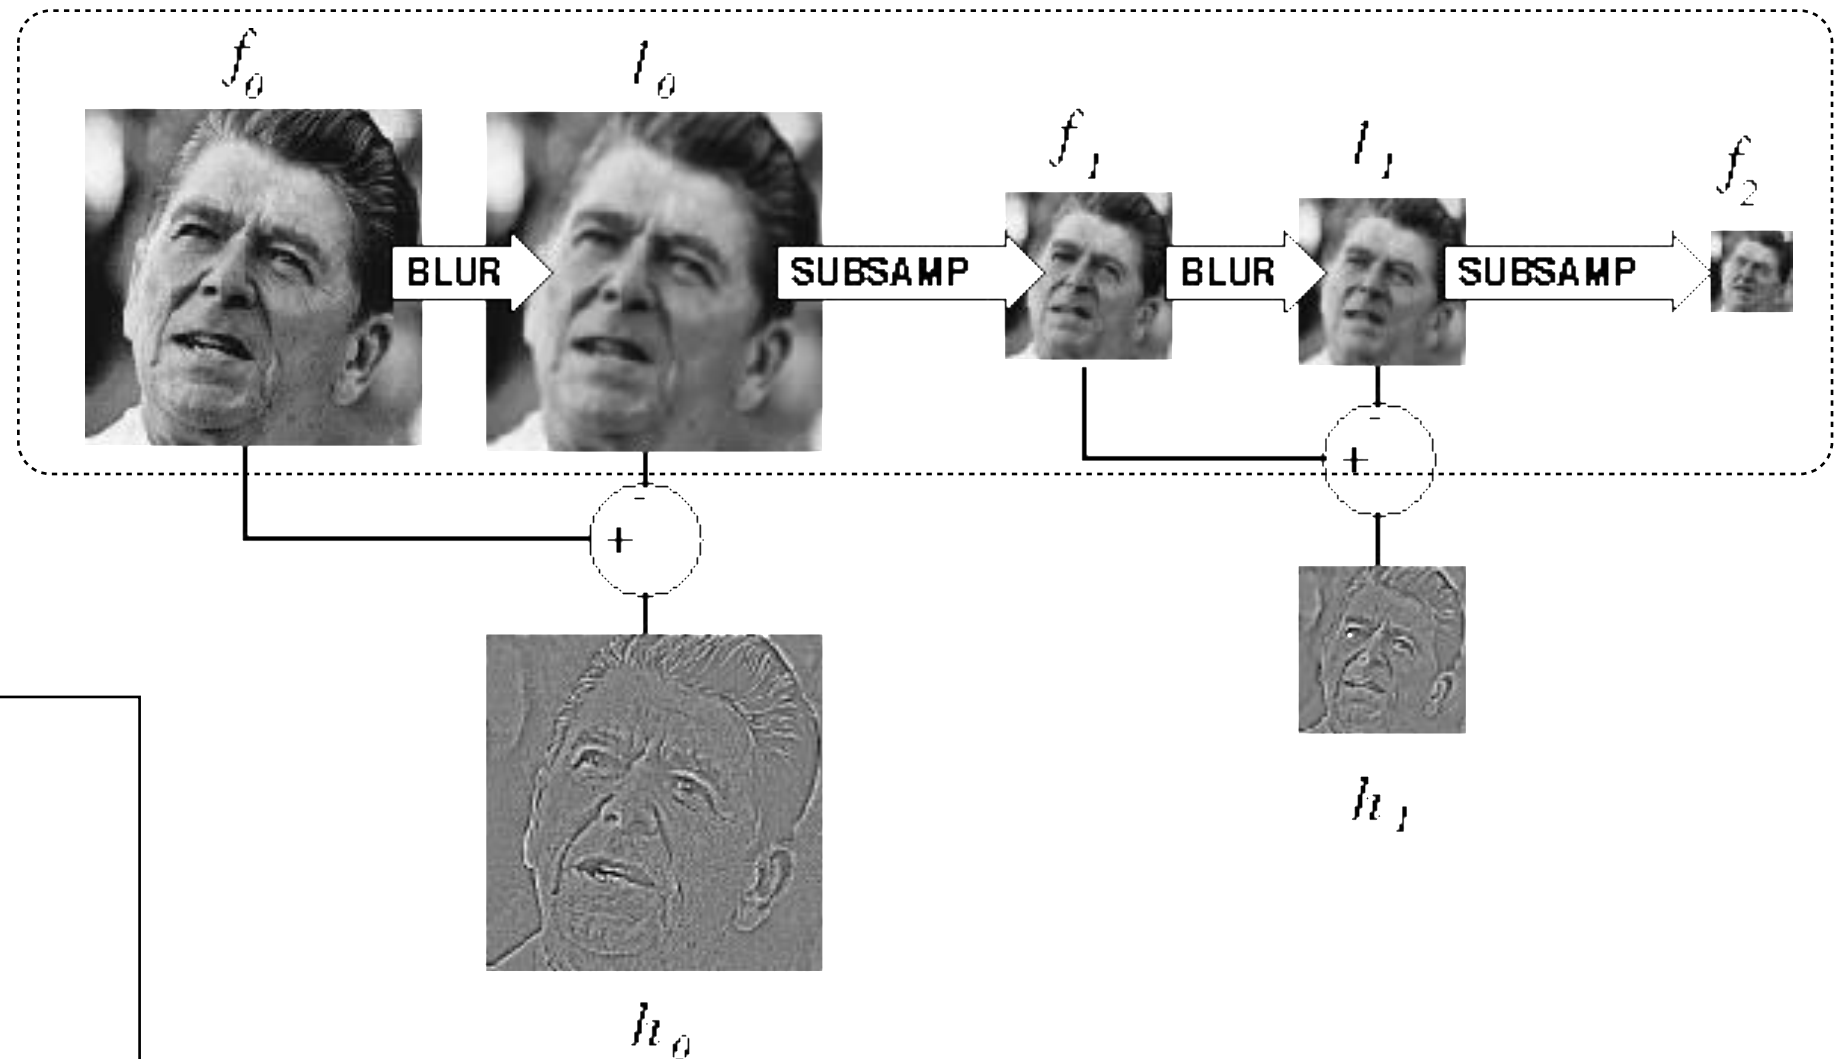 f₀ l₀
f₁ l₁
f₂
BLUR SUBSAMP BLUR SUBSAMP
-
+
-
+
h₁
h₀